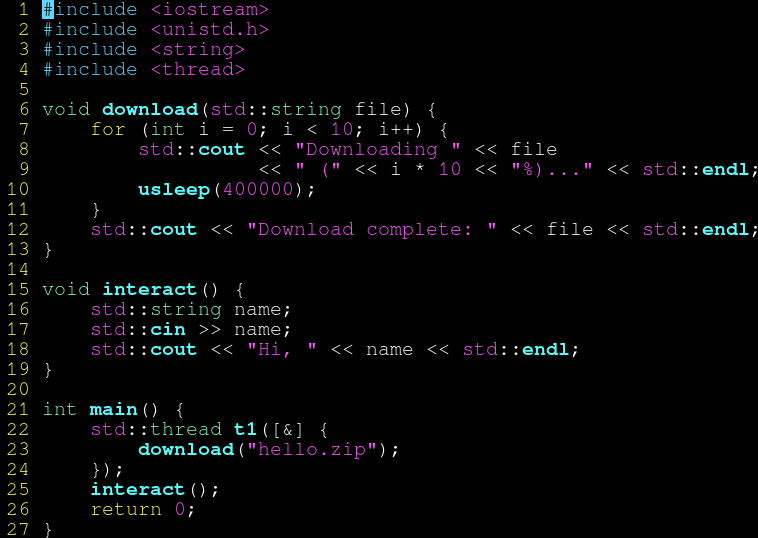 1 #include <iostream>
2 #include <unistd.h>
3 #include <string>
4 #include <thread>
5
6 void download(std::string file) {
7     for (int i = 0; i < 10; i++) {
8         std::cout << "Downloading " << file
9                   << " (" << i * 10 << "%)..." << std::endl;
10         usleep(400000);
11     }
12     std::cout << "Download complete: " << file << std::endl;
13 }
14
15 void interact() {
16     std::string name;
17     std::cin >> name;
18     std::cout << "Hi, " << name << std::endl;
19 }
20
21 int main() {
22     std::thread t1([&] {
23         download("hello.zip");
24     });
25     interact();
26     return 0;
27 }